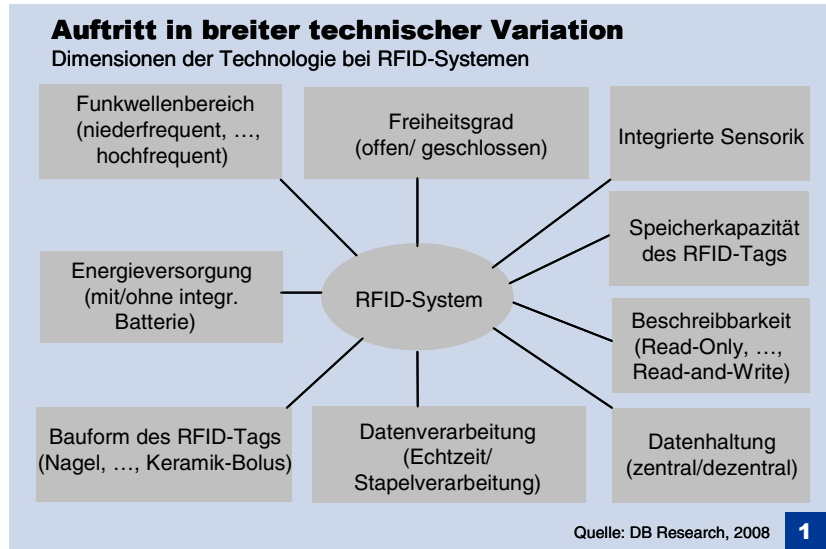 Auftritt in breiter technischer Variation
Dimensionen der Technologie bei RFID-Systemen
Funkwellenbereich
(niederfrequent, …,
hochfrequent)
Freiheitsgrad
(offen/ geschlossen)
Integrierte Sensorik
Speicherkapazität
des RFID-Tags
Energieversorgung
(mit/ohne integr.
Batterie)
RFID-System
Beschreibbarkeit
(Read-Only, …,
Read-and-Write)
Bauform des RFID-Tags
(Nagel, …, Keramik-Bolus)
Datenverarbeitung
(Echtzeit/
Stapelverarbeitung)
Datenhaltung
(zentral/dezentral)
Quelle: DB Research, 2008
1